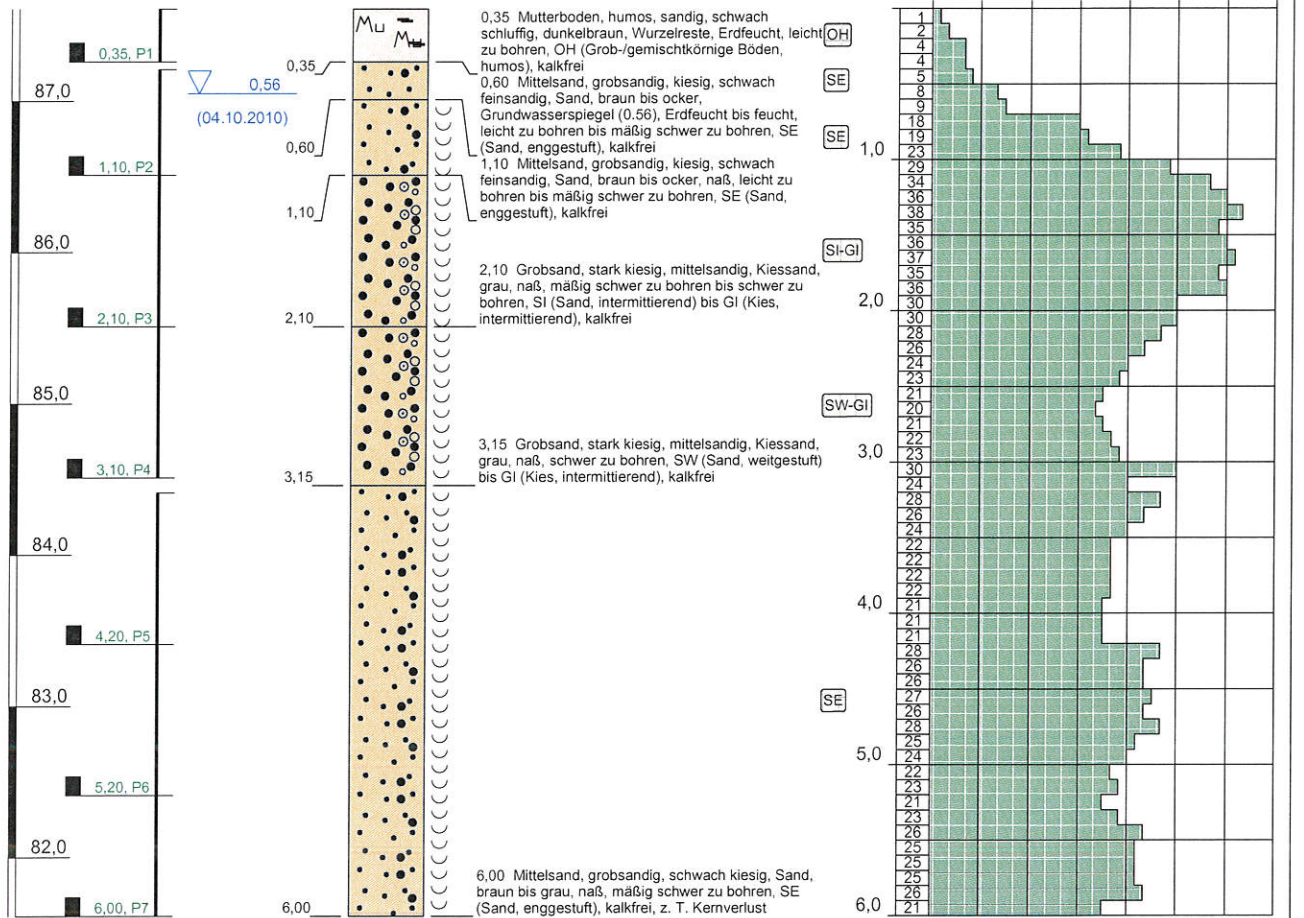 0,35 Mutterboden, humos, sandig, schwach
schluffig, dunkelbraun, Wurzelreste, Erdfeucht, leicht
zu bohren, OH (Grob-/gemischtkörnige Böden,
humos), kalkfrei
0,60 Mittelsand, grobsandig, kiesig, schwach
feinsandig, Sand, braun bis ocker,
Grundwasserspiegel (0.56), Erdfeucht bis feucht,
leicht zu bohren bis mäßig schwer zu bohren, SE
(Sand, enggestuft), kalkfrei
1,10 Mittelsand, grobsandig, kiesig, schwach
feinsandig, Sand, braun bis ocker, naß, leicht zu
bohren bis mäßig schwer zu bohren, SE (Sand,
enggestuft), kalkfrei
2,10 Grobsand, stark kiesig, mittelsandig, Kiessand,
grau, naß, mäßig schwer zu bohren bis schwer zu
bohren, SI (Sand, intermittierend) bis GI (Kies,
intermittierend), kalkfrei
3,15 Grobsand, stark kiesig, mittelsandig, Kiessand,
grau, naß, schwer zu bohren, SW (Sand, weitgestuft)
bis GI (Kies, intermittierend), kalkfrei
6,00 Mittelsand, grobsandig, schwach kiesig, Sand,
braun bis grau, naß, mäßig schwer zu bohren, SE
(Sand, enggestuft), kalkfrei, z. T. Kernverlust
87,0
86,0
85,0
84,0
83,0
82,0
0,35, P1
1,10, P2
2,10, P3
3,10, P4
4,20, P5
5,20, P6
6,00, P7
0,56
(04.10.2010)
Mu
Mu
0,35
0,60
1,10
2,10
3,15
6,00
OH
SE
SE
SI-GI
SW-GI
SE
1,0
2,0
3,0
4,0
5,0
6,0
1
2
4
4
5
8
9
18
19
23
29
34
36
38
35
36
37
35
36
30
30
28
26
24
23
21
20
21
22
23
30
24
28
26
24
22
22
22
22
21
21
21
28
26
26
27
26
28
25
24
22
23
21
23
26
25
25
25
26
21